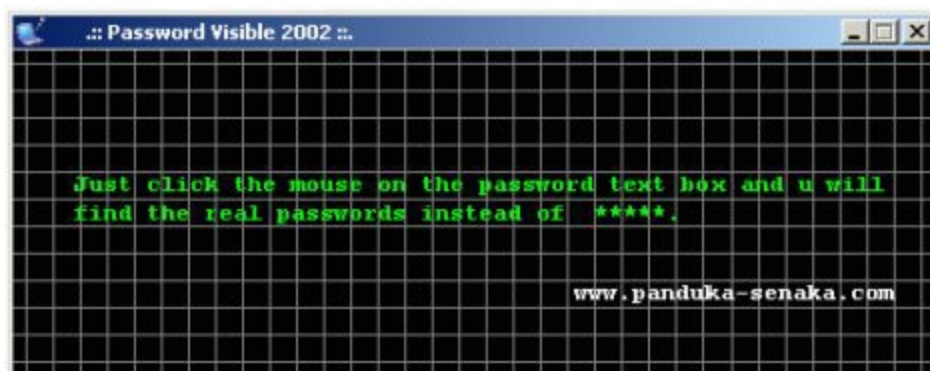 .:: Password Visible 2002 ::.
Just click the mouse on the password text box and u will
find the real passwords instead of *****.
www.panduka-senaka.com